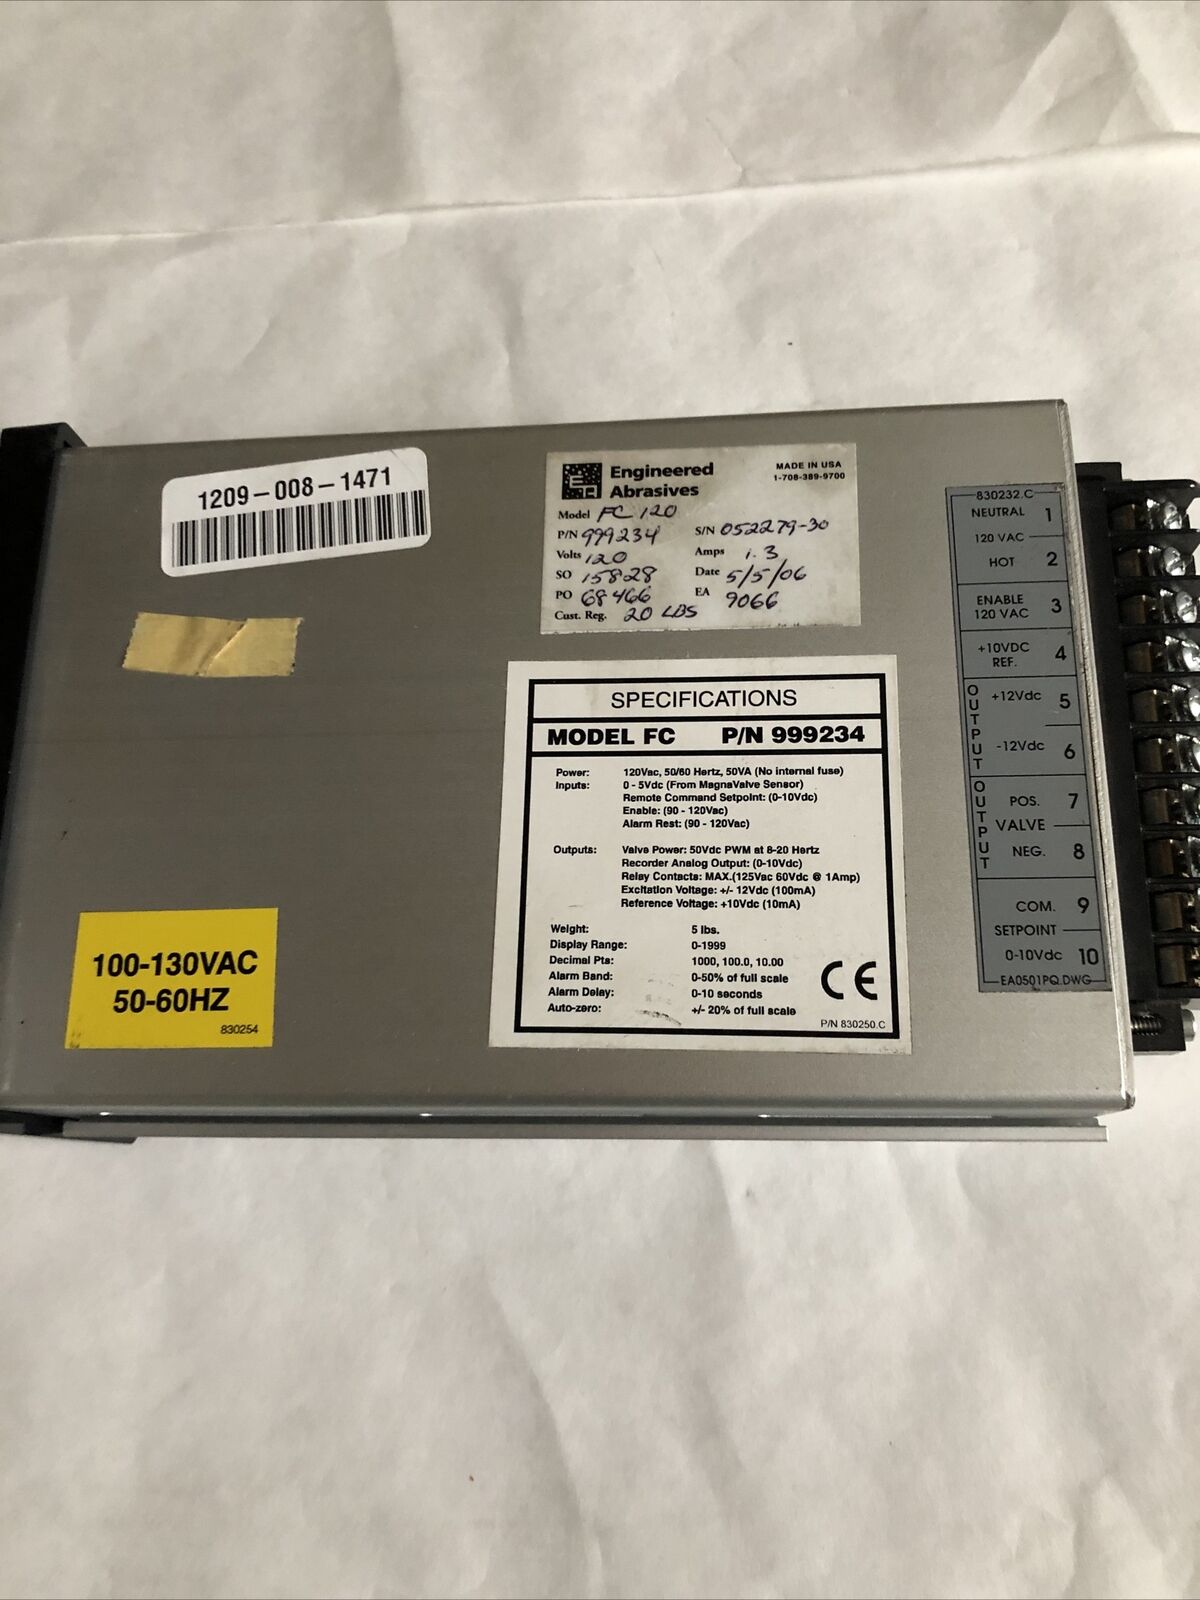 1209-008-1471
Engineered
Abrasives
MADE IN USA
1-708-389-9700
Model FC 120
P/N 999234 S/N 052279-30
Volts 120 Amps 1.3
SO 15828 Date 5/5/06
PO 68466 EA 9066
Cust. Reg. 20 LBS
SPECIFICATIONS
MODEL FC P/N 999234
Power: 120Vac, 50/60 Hertz, 50VA (No internal fuse)
Inputs: 0 - 5Vdc (From MagnaValve Sensor)
Remote Command Setpoint: (0-10Vdc)
Enable: (90 - 120Vac)
Alarm Rest: (90 - 120Vac)
Outputs: Valve Power: 50Vdc PWM at 8-20 Hertz
Recorder Analog Output: (0-10Vdc)
Relay Contacts: MAX.(125Vac 60Vdc @ 1Amp)
Excitation Voltage: +/- 12Vdc (100mA)
Reference Voltage: +10Vdc (10mA)
Weight: 5 lbs.
Display Range: 0-1999
Decimal Pts: 1000, 100.0, 10.00
Alarm Band: 0-50% of full scale
Alarm Delay: 0-10 seconds
Auto-zero: +/- 20% of full scale
CE
P/N 830250.C
100-130VAC
50-60HZ
830254
830232.C
NEUTRAL 1
120 VAC
HOT 2
ENABLE
120 VAC 3
+10VDC
REF. 4
OUTPUT
+12Vdc 5
-12Vdc 6
OUTPUT
POS. 7
VALVE
NEG. 8
COM. 9
SETPOINT
0-10Vdc 10
EA0501PQ.DWG